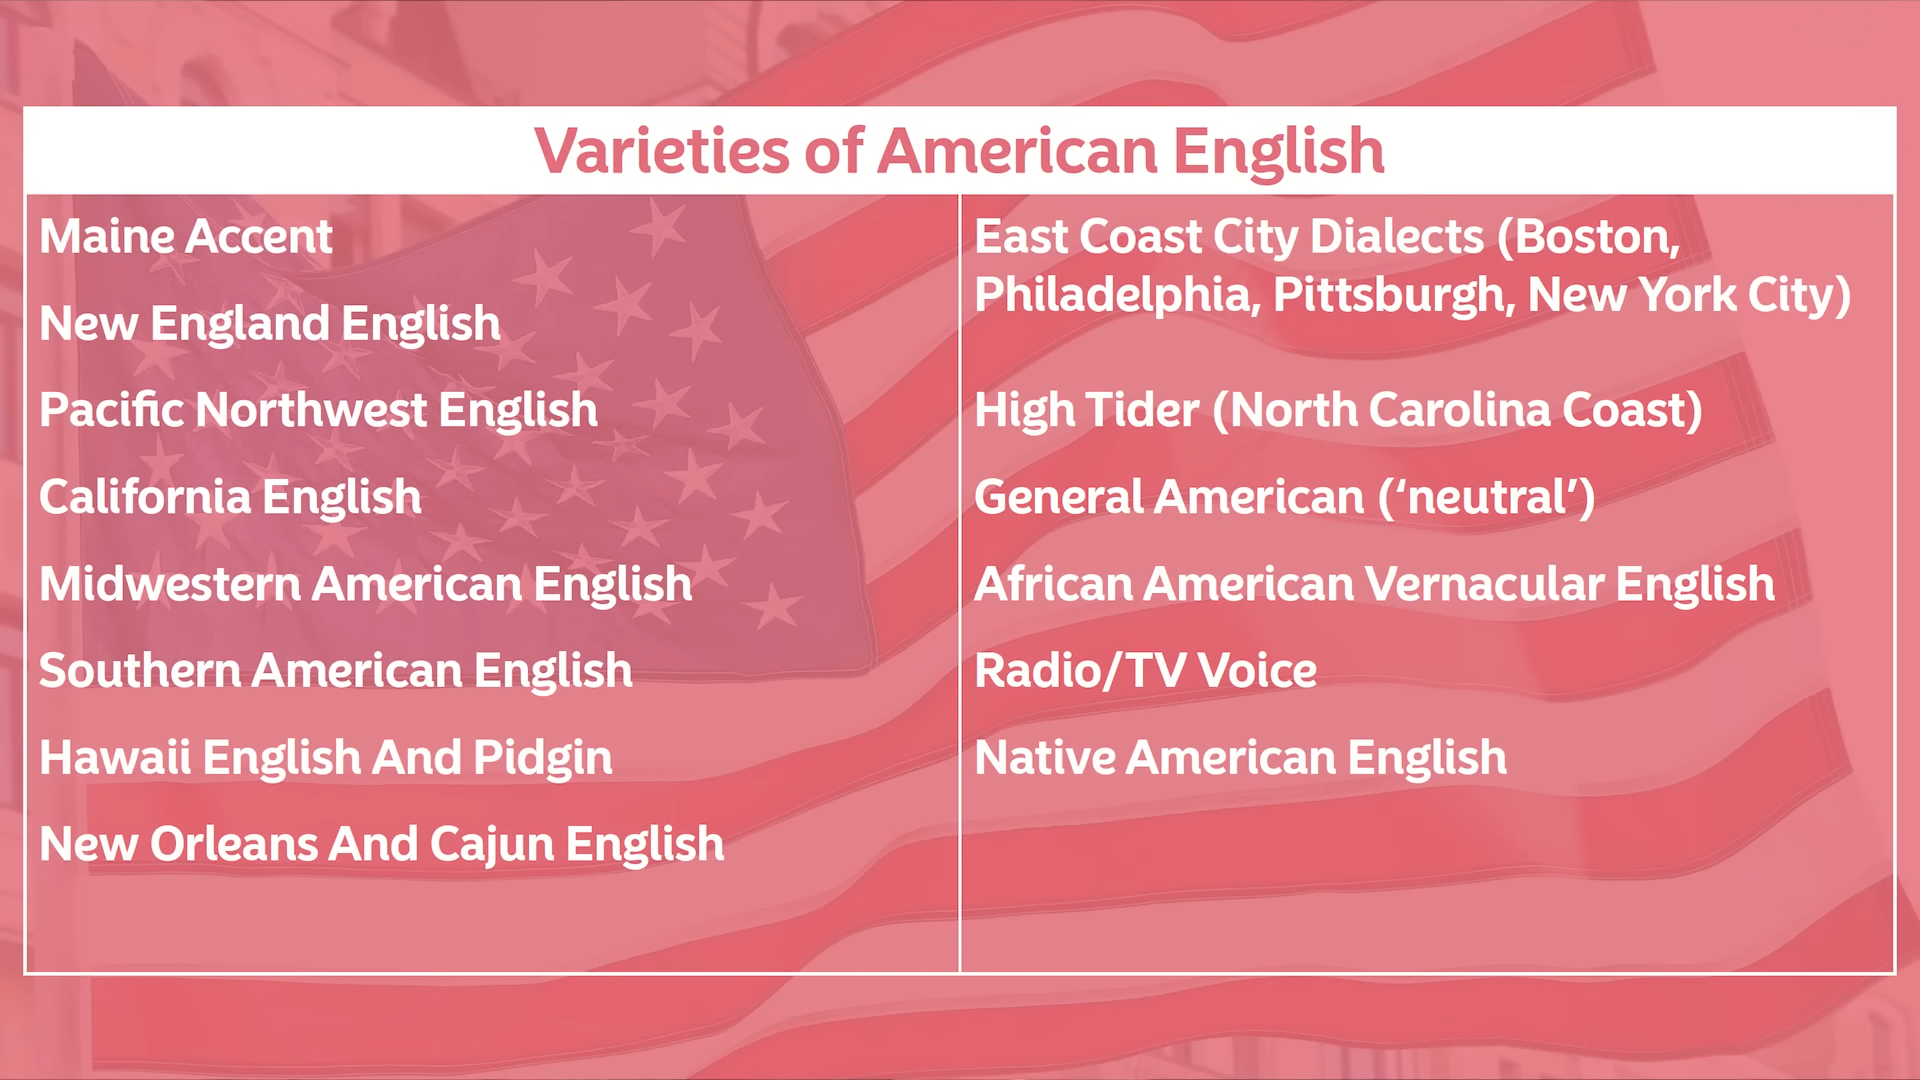 Varieties of American English
Maine Accent
New England English
Pacific Northwest English
California English
Midwestern American English
Southern American English
Hawaii English And Pidgin
New Orleans And Cajun English
East Coast City Dialects (Boston,
Philadelphia, Pittsburgh, New York City)
High Tider (North Carolina Coast)
General American (‘neutral’)
African American Vernacular English
Radio/TV Voice
Native American English